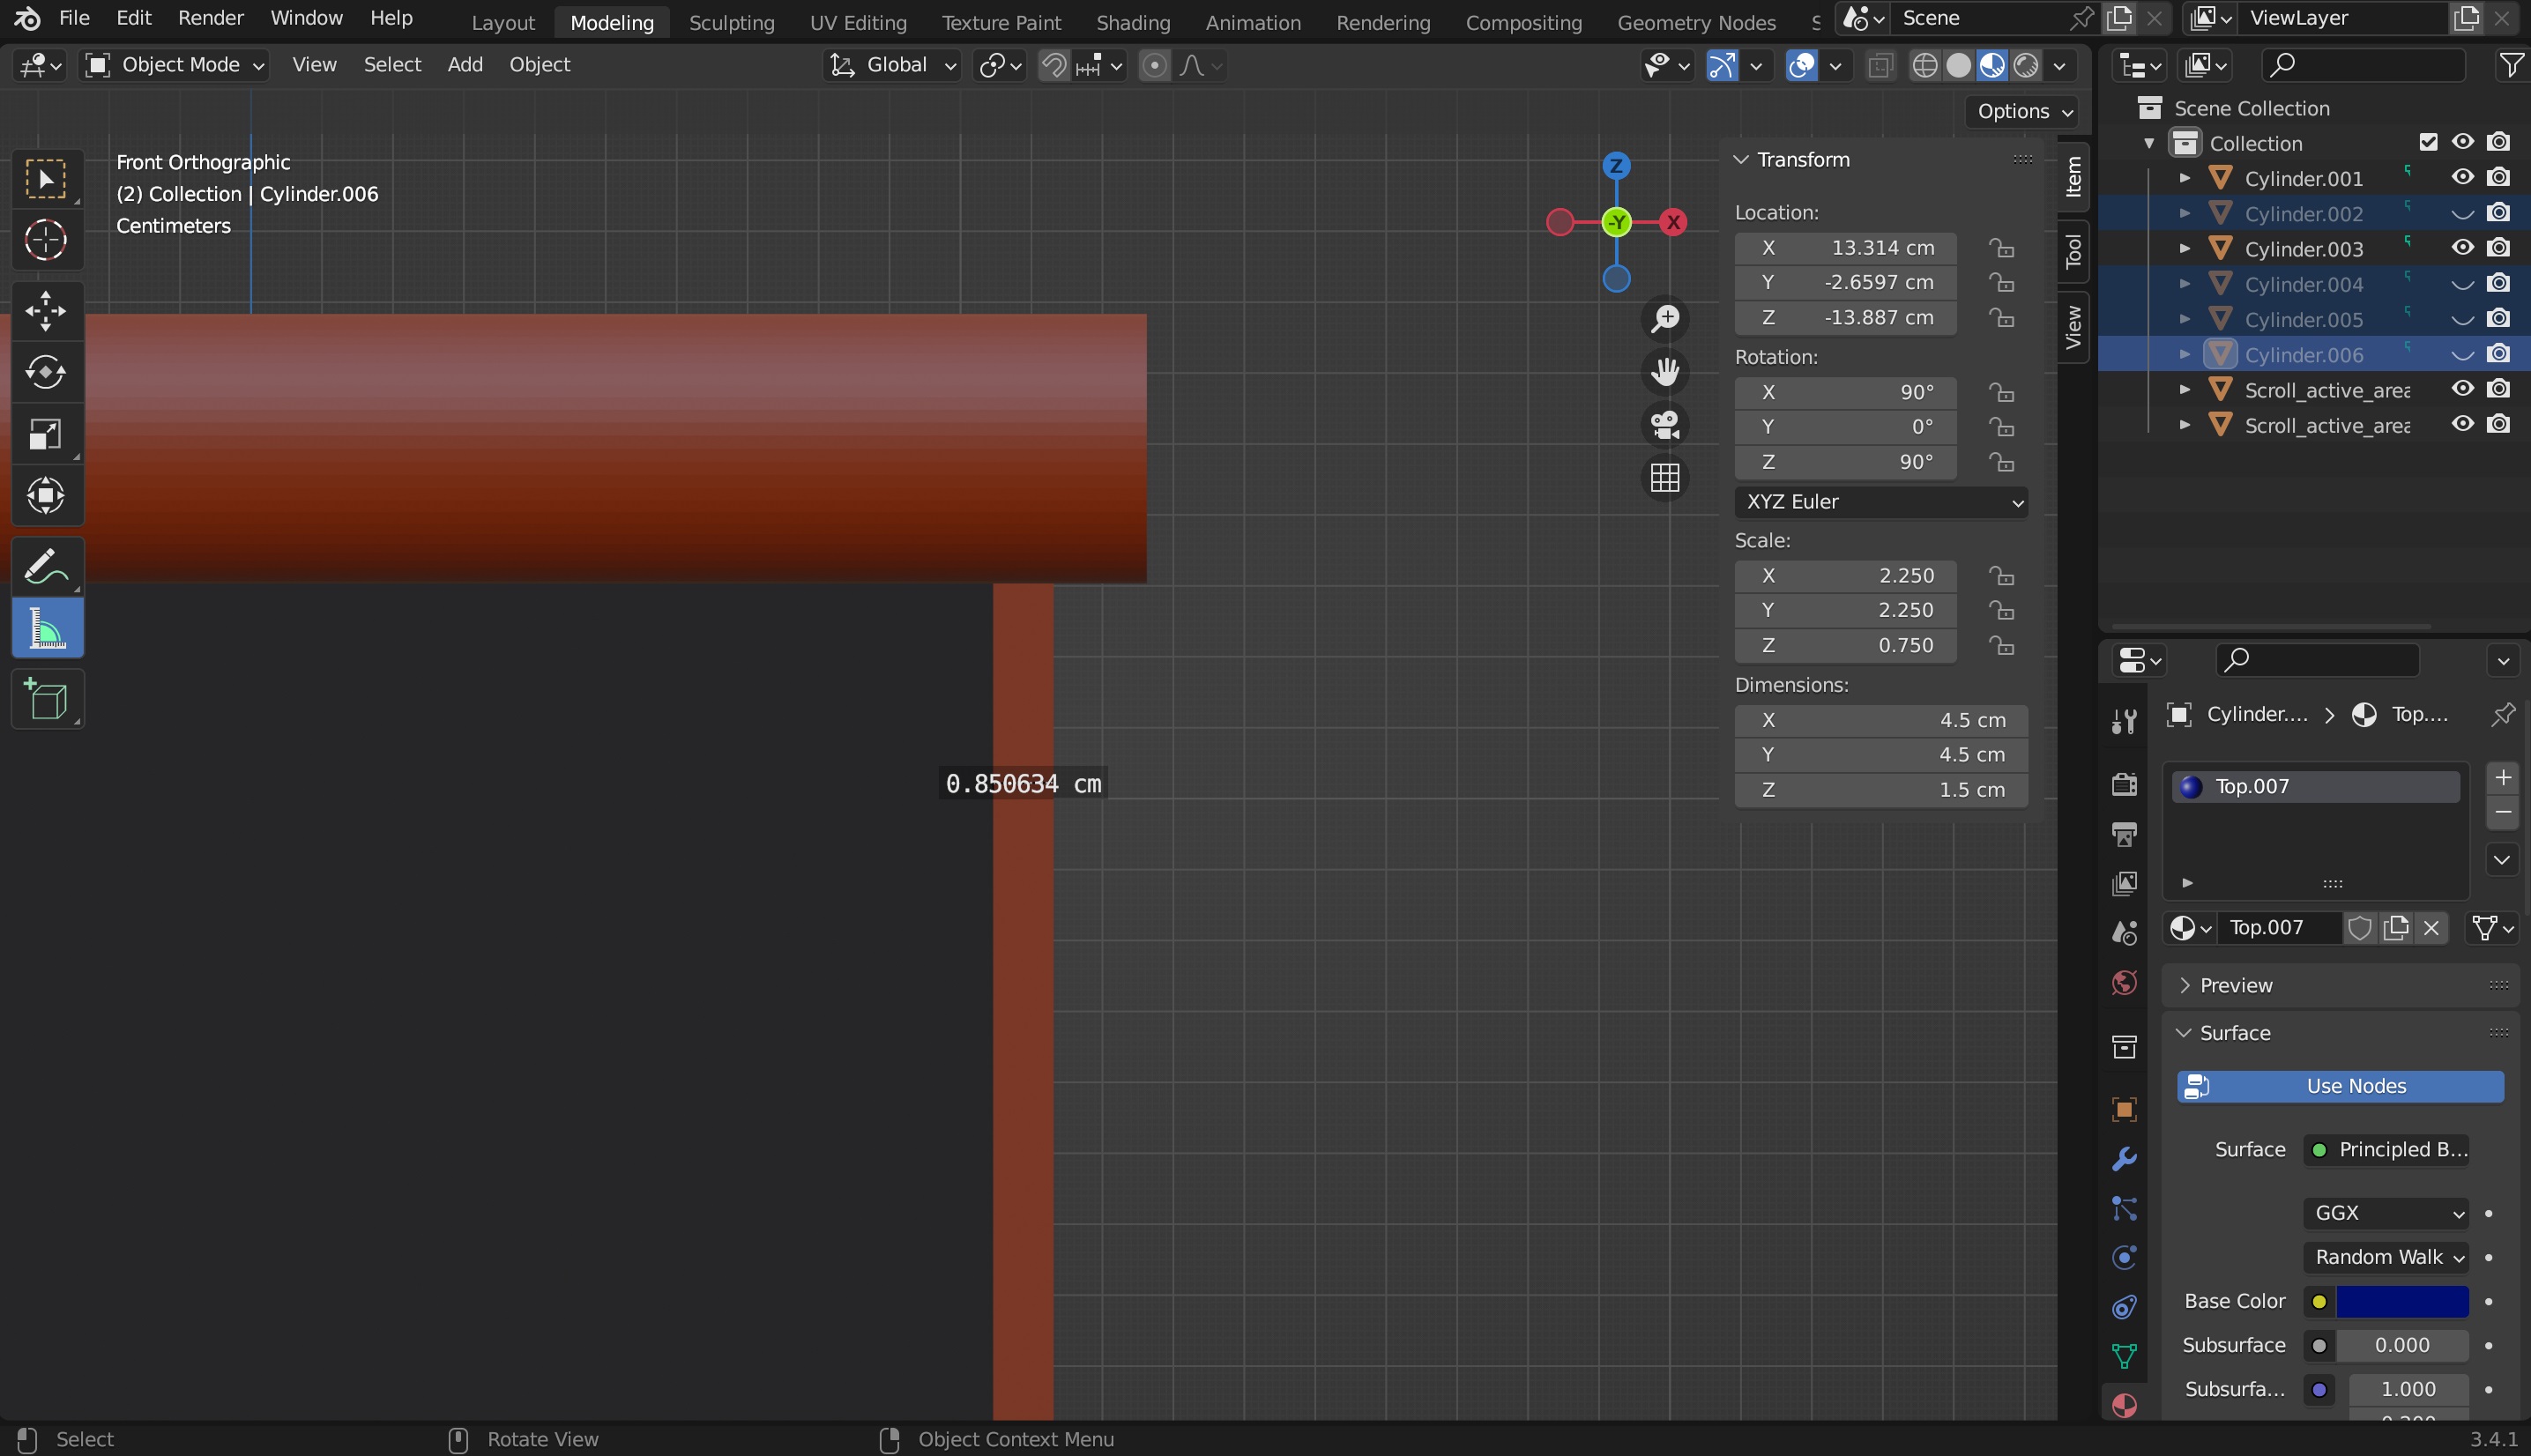 File Edit Render Window Help
Layout Modeling Sculpting UV Editing Texture Paint Shading Animation Rendering Compositing Geometry Nodes
Scene
ViewLayer
Object Mode View Select Add Object
Global
Options
Front Orthographic
(2) Collection | Cylinder.006
Centimeters
Z
-Y
X
0.850634 cm
Transform
Location:
X 13.314 cm
Y -2.6597 cm
Z -13.887 cm
Rotation:
X 90°
Y 0°
Z 90°
XYZ Euler
Scale:
X 2.250
Y 2.250
Z 0.750
Dimensions:
X 4.5 cm
Y 4.5 cm
Z 1.5 cm
Item
Tool
View
Scene Collection
Collection
Cylinder.001
Cylinder.002
Cylinder.003
Cylinder.004
Cylinder.005
Cylinder.006
Scroll_active_area
Scroll_active_area
Cylinder.... Top....
Top.007
Top.007
Preview
Surface
Use Nodes
Surface Principled B...
GGX
Random Walk
Base Color
Subsurface 0.000
Subsurfa... 1.000
Select
Rotate View
Object Context Menu
3.4.1